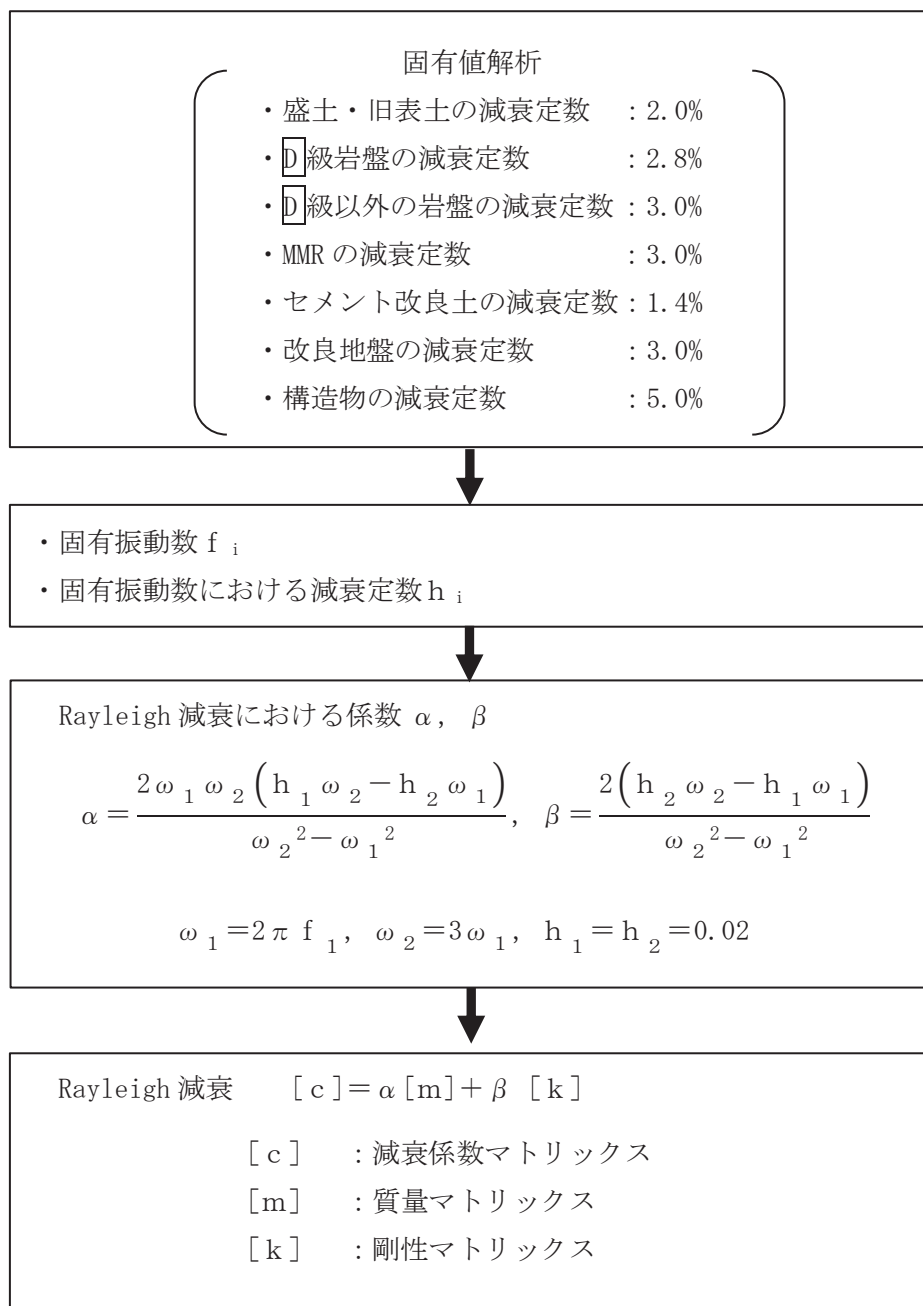 固有値解析
・盛土・旧表土の減衰定数 : 2.0%
・D級岩盤の減衰定数 : 2.8%
・D級以外の岩盤の減衰定数 : 3.0%
・MMRの減衰定数 : 3.0%
・セメント改良土の減衰定数 : 1.4%
・改良地盤の減衰定数 : 3.0%
・構造物の減衰定数 : 5.0%
・固有振動数ｆi
・固有振動数における減衰定数ｈi
Rayleigh減衰における係数 α, β
α＝2ω1ω2(h1ω2－h2ω1)/(ω2²－ω1²), β＝2(h2ω2－h1ω1)/(ω2²－ω1²)
ω1＝2πf1, ω2＝3ω1, h1＝h2＝0.02
Rayleigh減衰 [c]＝α[m]＋β[k]
[c] : 減衰係数マトリックス
[m] : 質量マトリックス
[k] : 剛性マトリックス